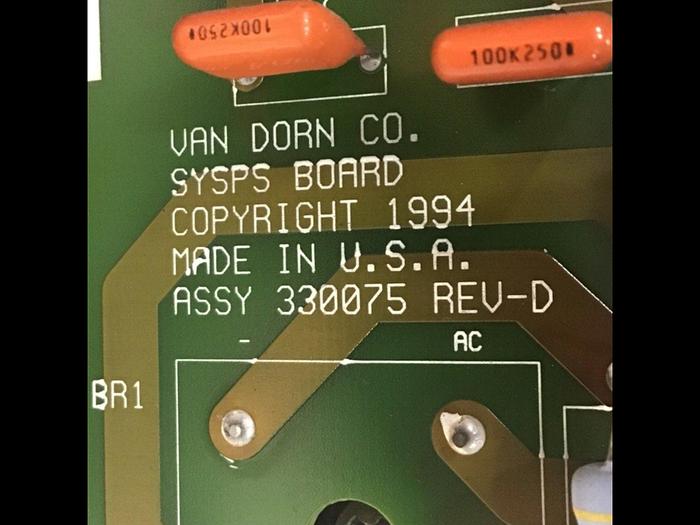 100K250
100K250
VAN DORN CO.
SYSPS BOARD
COPYRIGHT 1994
MADE IN U.S.A.
ASSY 330075 REV-D
- AC
BR1